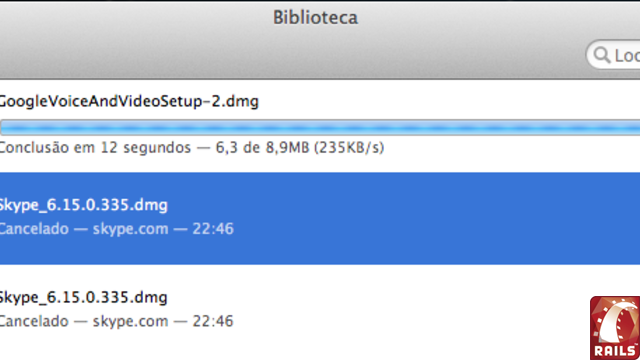 Biblioteca
Loc
GoogleVoiceAndVideoSetup-2.dmg
Conclusão em 12 segundos — 6,3 de 8,9MB (235KB/s)
Skype_6.15.0.335.dmg
Cancelado — skype.com — 22:46
Skype_6.15.0.335.dmg
Cancelado — skype.com — 22:46
RAILS